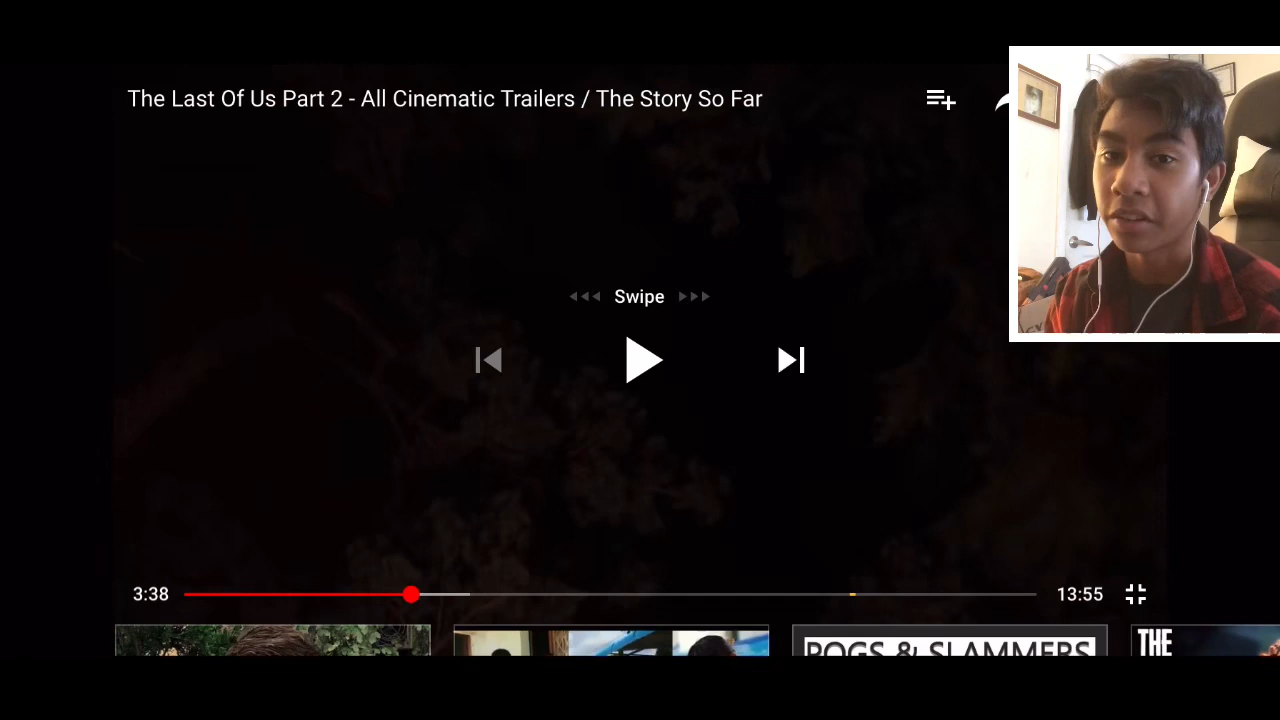 The Last Of Us Part 2 - All Cinematic Trailers / The Story So Far
Swipe
3:38
13:55
POGS & SLAMMERS
THE